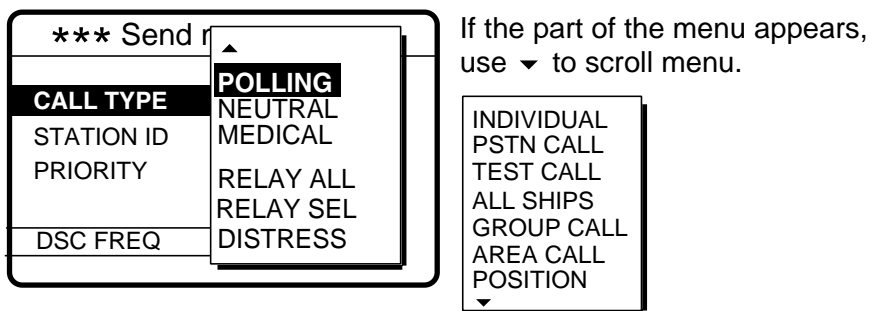 *** Send
POLLING
NEUTRAL
MEDICAL
RELAY ALL
RELAY SEL
DISTRESS
CALL TYPE
STATION ID
PRIORITY
DSC FREQ
If the part of the menu appears,
use ▼ to scroll menu.
INDIVIDUAL
PSTN CALL
TEST CALL
ALL SHIPS
GROUP CALL
AREA CALL
POSITION